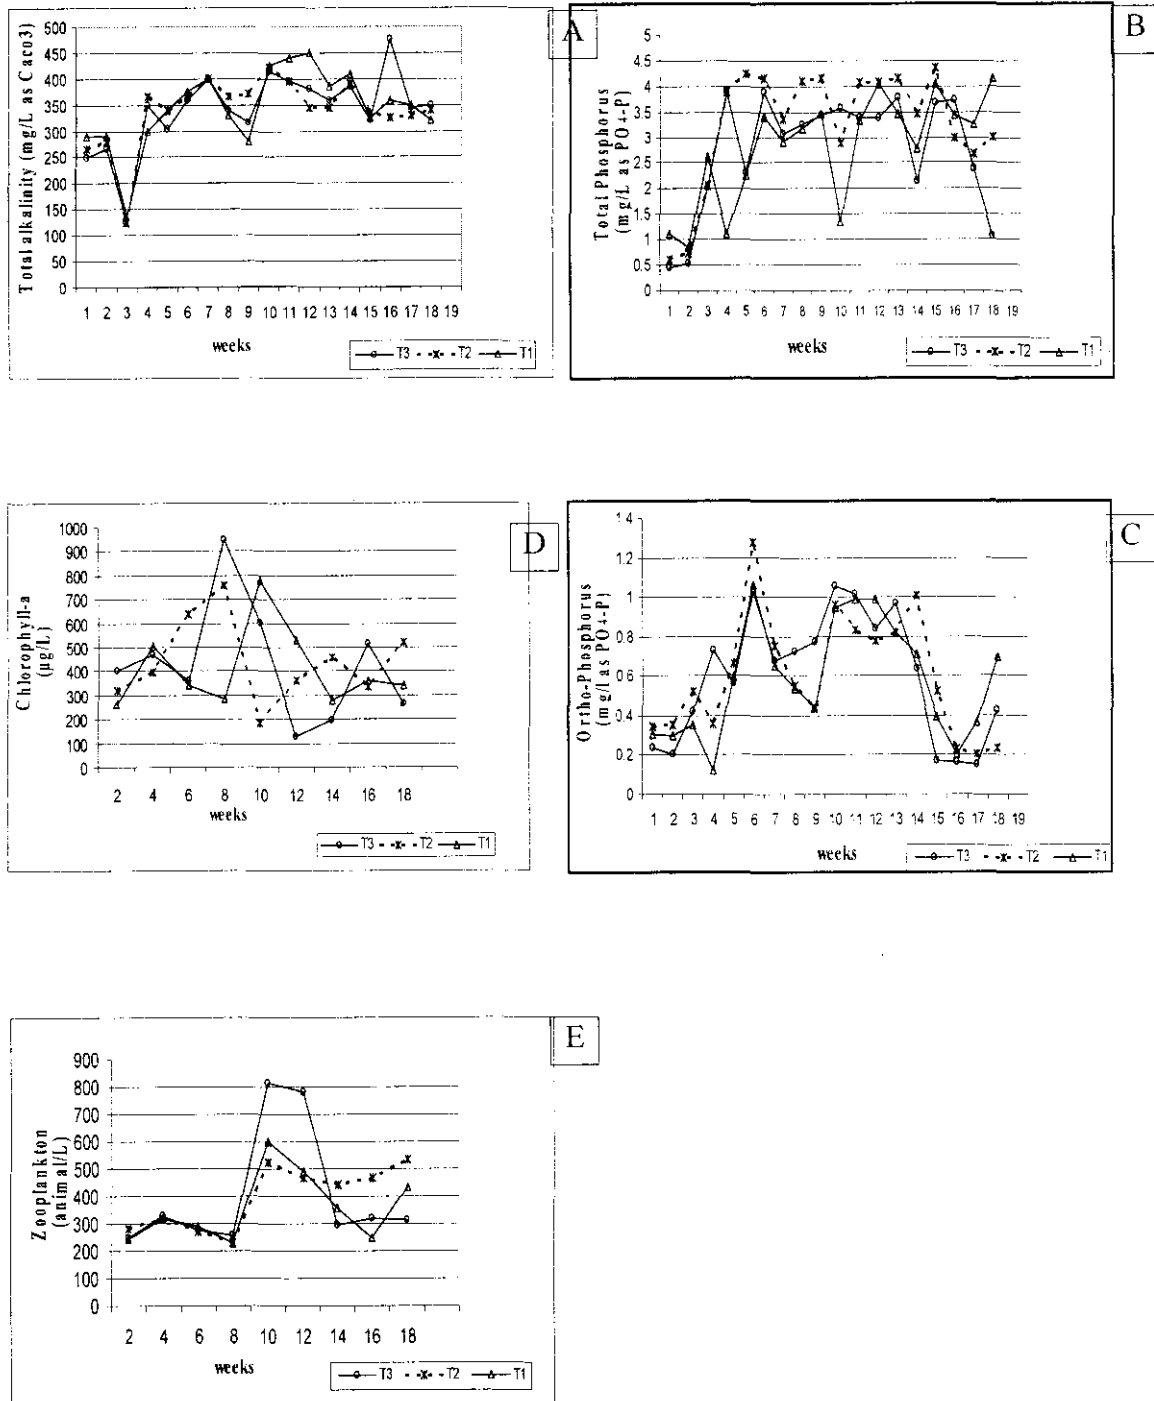 A
Total alkalinity (mg/L as Caco3)
500
450
400
350
300
250
200
150
100
50
0
1 2 3 4 5 6 7 8 9 10 11 12 13 14 15 16 17 18 19
weeks
T3 T2 T1
B
Total Phosphorus
(mg/L as PO4-P)
5
4.5
4
3.5
3
2.5
2
1.5
1
0.5
0
1 2 3 4 5 6 7 8 9 10 11 12 13 14 15 16 17 18 19
weeks
T3 T2 T1
D
Chlorophyll-a
(µg/L)
1000
900
800
700
600
500
400
300
200
100
0
2 4 6 8 10 12 14 16 18
weeks
T3 T2 T1
C
Ortho-Phosphorus
(mg/l as PO4-P)
1.4
1.2
1
0.8
0.6
0.4
0.2
0
1 2 3 4 5 6 7 8 9 10 11 12 13 14 15 16 17 18 19
weeks
T3 T2 T1
E
Zooplankton
(animal/L)
900
800
700
600
500
400
300
200
100
0
2 4 6 8 10 12 14 16 18
weeks
T3 T2 T1